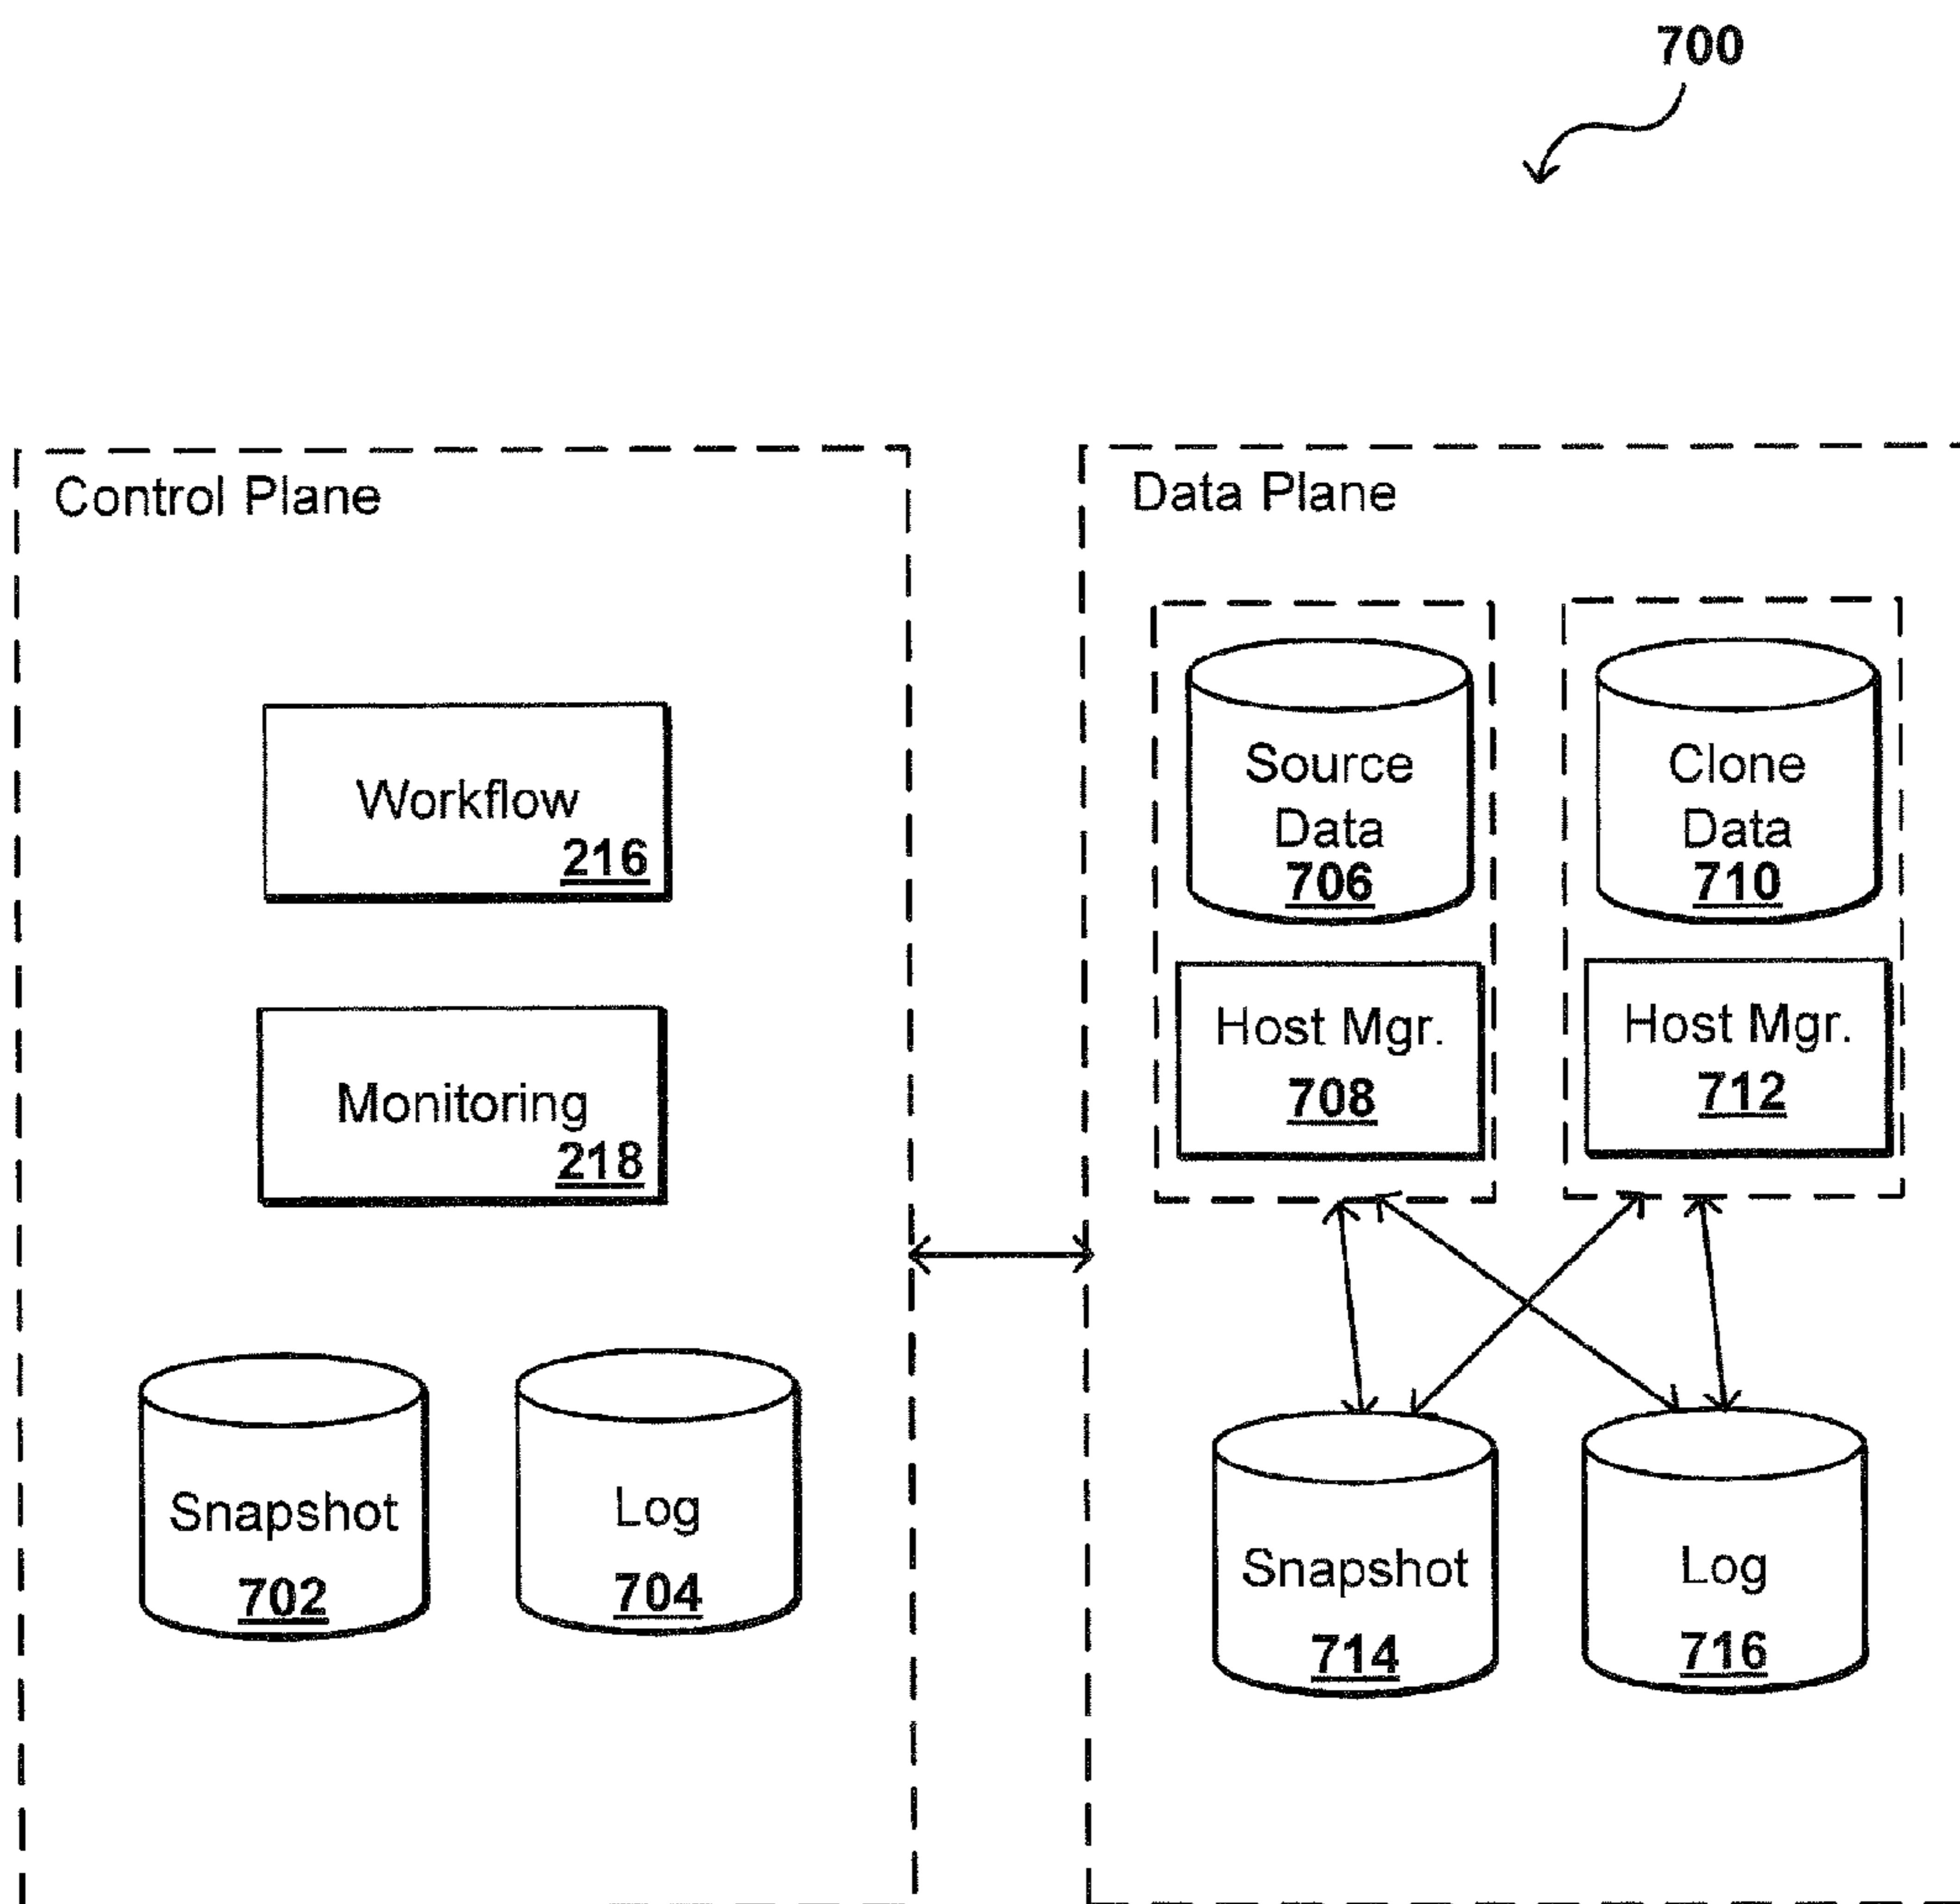 700
Control Plane
Workflow
216
Monitoring
218
Snapshot
702
Log
704
Data Plane
Source
Data
706
Host Mgr.
708
Clone
Data
710
Host Mgr.
712
Snapshot
714
Log
716